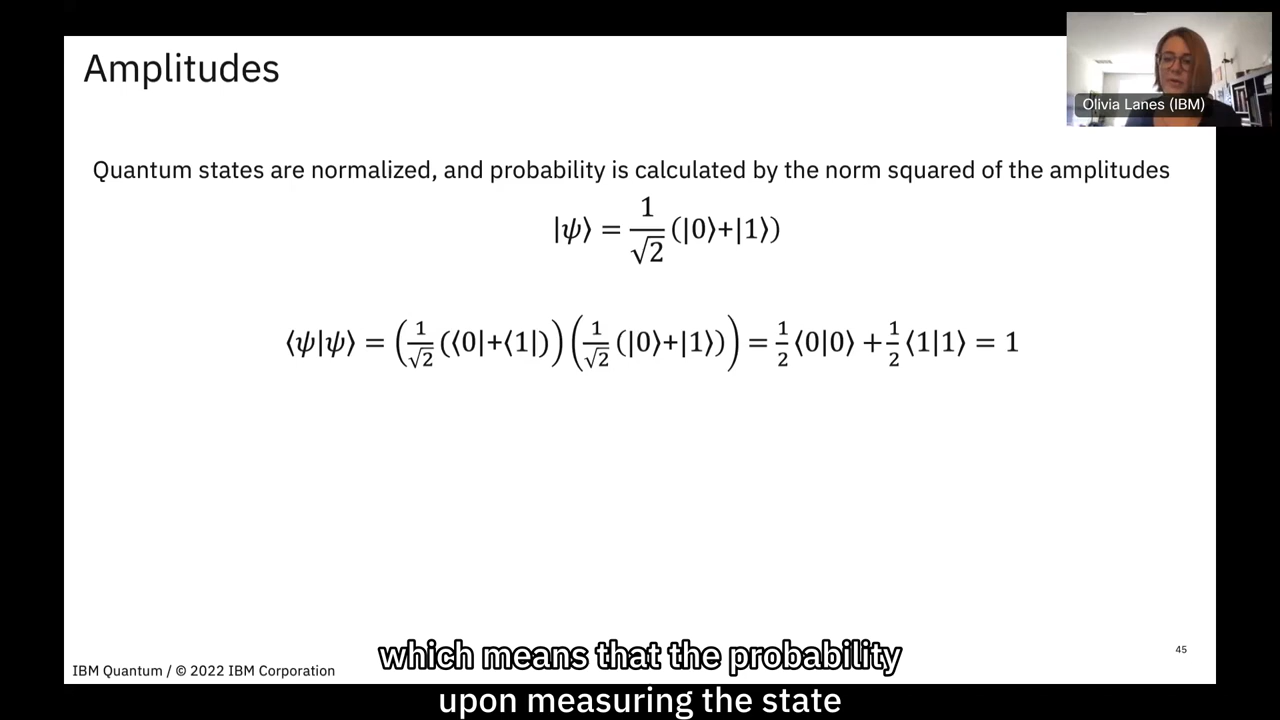 Amplitudes
Olivia Lanes (IBM)
Quantum states are normalized, and probability is calculated by the norm squared of the amplitudes
|ψ⟩ = 1/√2 (|0⟩+|1⟩)
⟨ψ|ψ⟩ = (1/√2 (⟨0|+⟨1|)) (1/√2 (|0⟩+|1⟩)) = 1/2 ⟨0|0⟩ + 1/2 ⟨1|1⟩ = 1
which means that the probability
upon measuring the state
IBM Quantum / © 2022 IBM Corporation
45